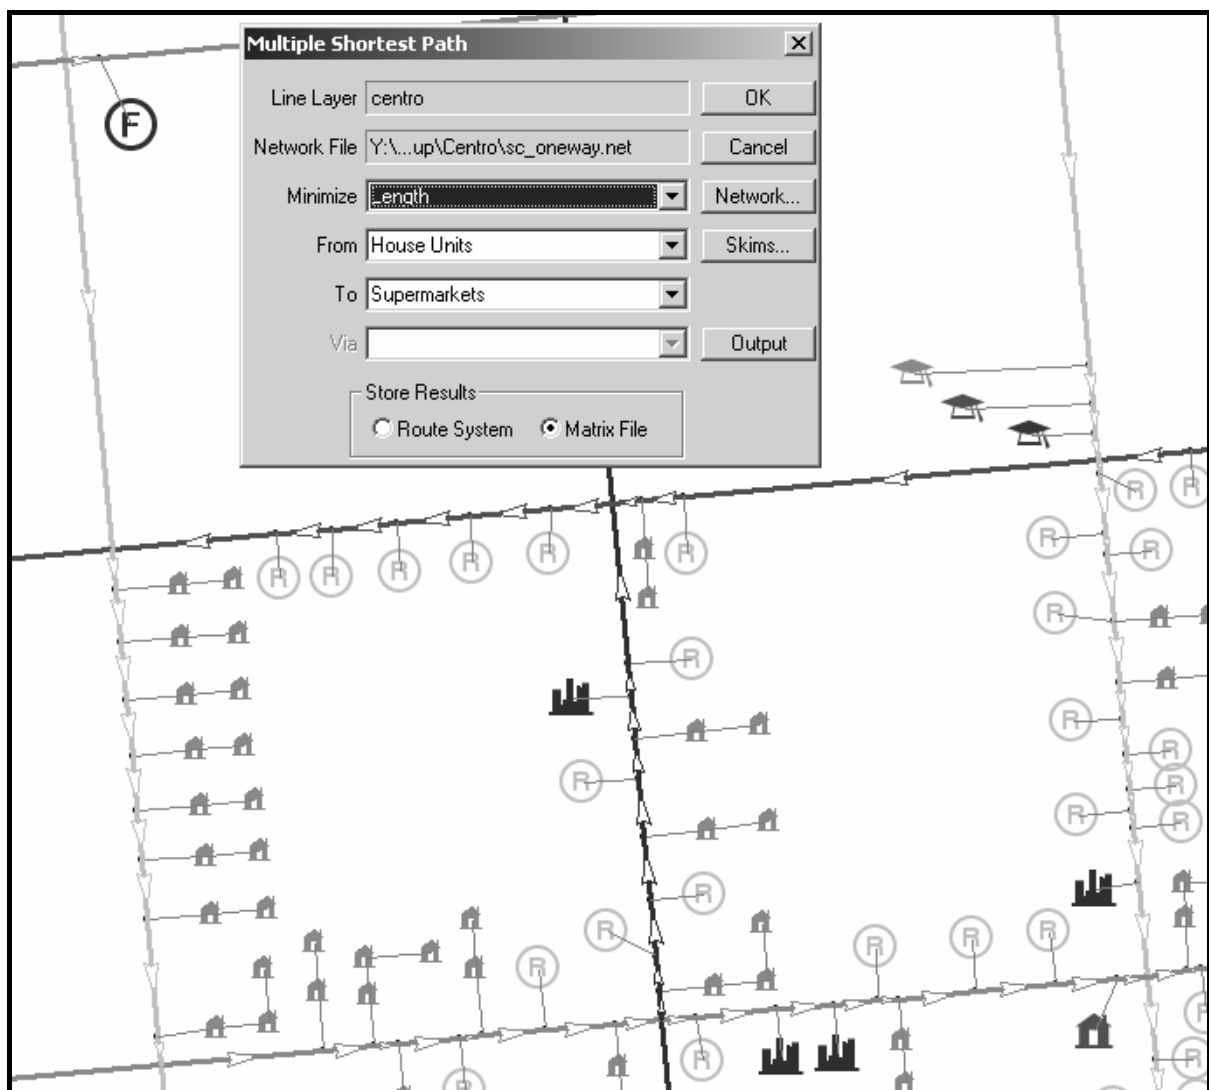 Multiple Shortest Path
Line Layer centro OK
Network File Y:\...up\Centro\sc_oneway.net Cancel
Minimize Length Network...
From House Units Skims...
To Supermarkets
Via Output
Store Results
Route System Matrix File
F
R R
R R R R R R R R
R
R
R
R
R R
R R
R
R
R R R
R
R R